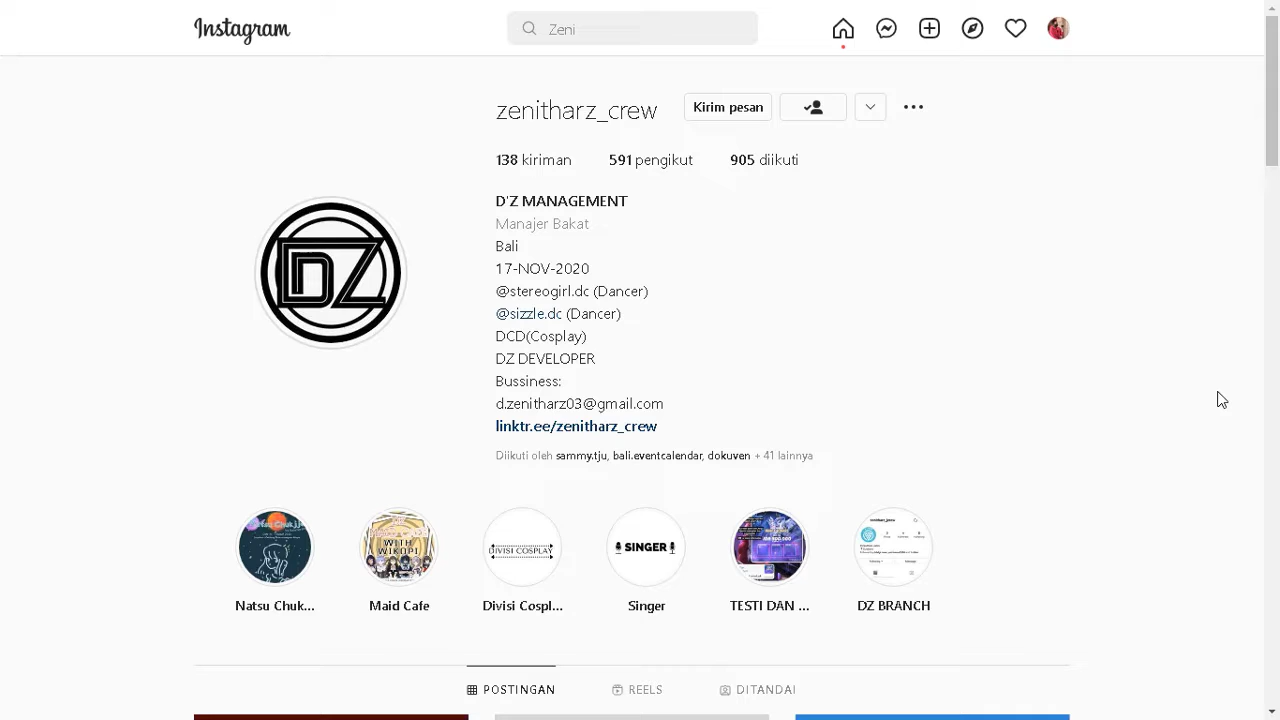 Instagram
Zeni
zenitharz_crew
Kirim pesan
138 kiriman
591 pengikut
905 diikuti
D'Z MANAGEMENT
Manajer Bakat
Bali
17-NOV-2020
@stereogirl.dc (Dancer)
@sizzle.dc (Dancer)
DCD(Cosplay)
DZ DEVELOPER
Bussiness:
d.zenitharz03@gmail.com
linktr.ee/zenitharz_crew
Diikuti oleh sammy.tju, bali.eventcalendar, dokuven + 41 lainnya
DZ
WITH
WIKOPI
DIVISI COSPLAY
SINGER
Natsu Chuk...
Maid Cafe
Divisi Cospl...
Singer
TESTI DAN ...
DZ BRANCH
POSTINGAN
REELS
DITANDAI